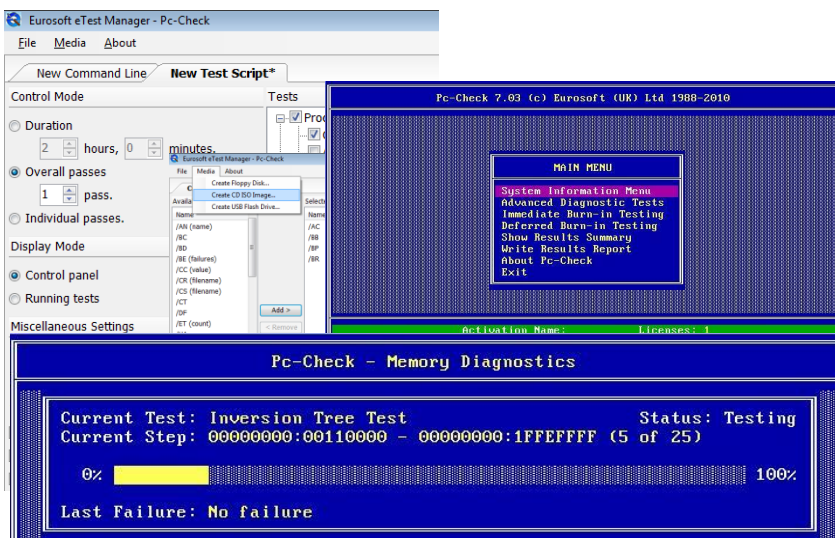 Eurosoft eTest Manager - Pc-Check
File Media About
New Command Line New Test Script*
Control Mode
Tests
Duration
2 hours, 0 minutes.
Overall passes
1 pass.
Individual passes.
Display Mode
Control panel
Running tests
Miscellaneous Settings
Eurosoft eTest Manager - Pc-Check
File Media About
Create Floppy Disk...
Create CD ISO Image...
Create USB Flash Drive...
Name
/AN (name)
/BC
/BD
/BE (failures)
/CC (value)
/CR (filename)
/CS (filename)
/CT
/DF
/ET (count)
Add >
< Remove
/AC
/BB
/BP
/BR
Pc-Check 7.03 (c) Eurosoft (UK) Ltd 1988-2010
MAIN MENU
System Information Menu
Advanced Diagnostic Tests
Immediate Burn-in Testing
Deferred Burn-in Testing
Show Results Summary
Write Results Report
About Pc-Check
Exit
Activation Name: Licenses: 1
Pc-Check - Memory Diagnostics
Current Test: Inversion Tree Test Status: Testing
Current Step: 00000000:00110000 - 00000000:1FFEFFFF (5 of 25)
0% 100%
Last Failure: No failure